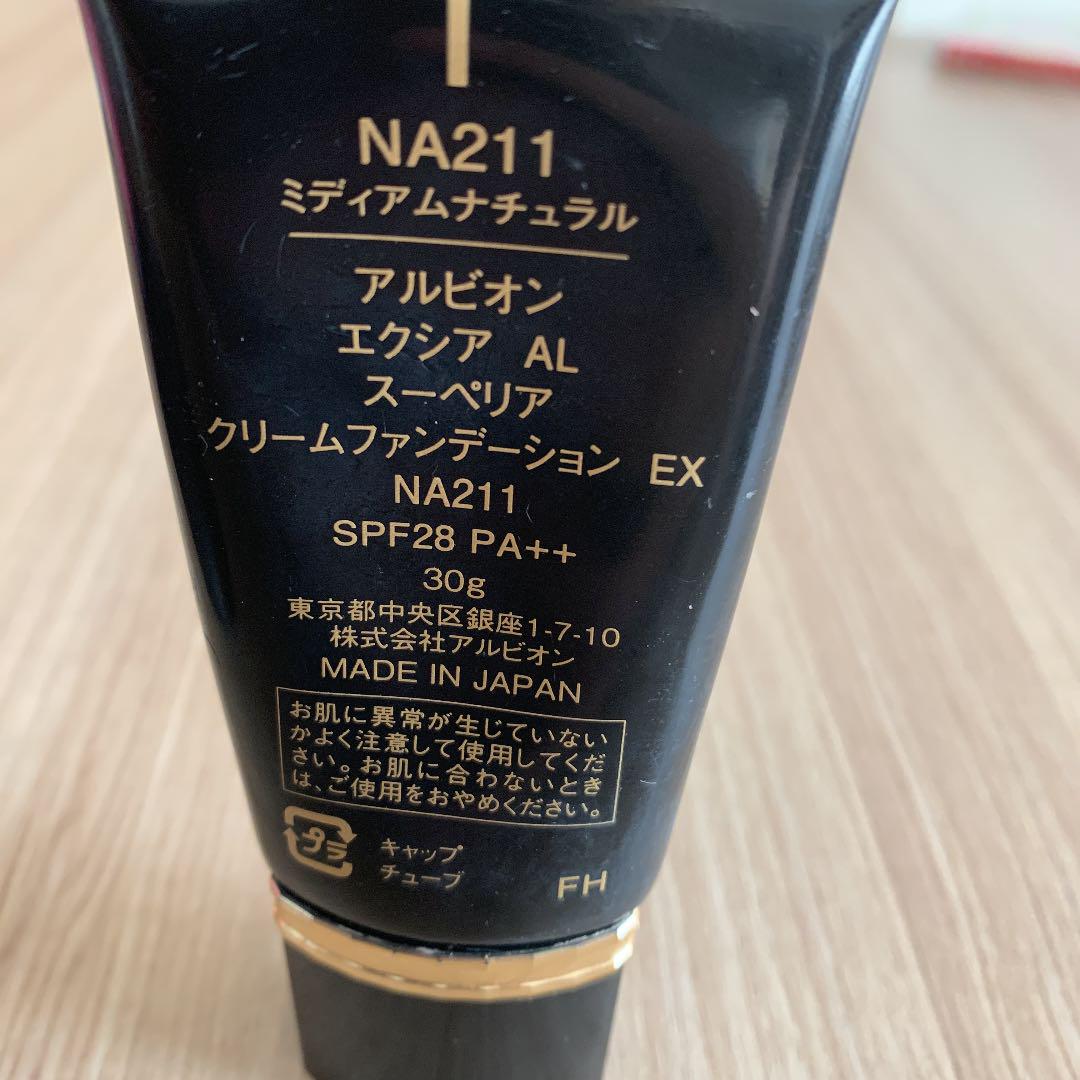 NA211
ミディアムナチュラル
アルビオン
エクシア AL
スーペリア
クリームファンデーション EX
NA211
SPF28 PA++
30g
東京都中央区銀座1-7-10
株式会社アルビオン
MADE IN JAPAN
お肌に異常が生じていない
かよく注意して使用してくだ
さい。お肌に合わないとき
は、ご使用をおやめください。
プラ
キャップ
チューブ
FH